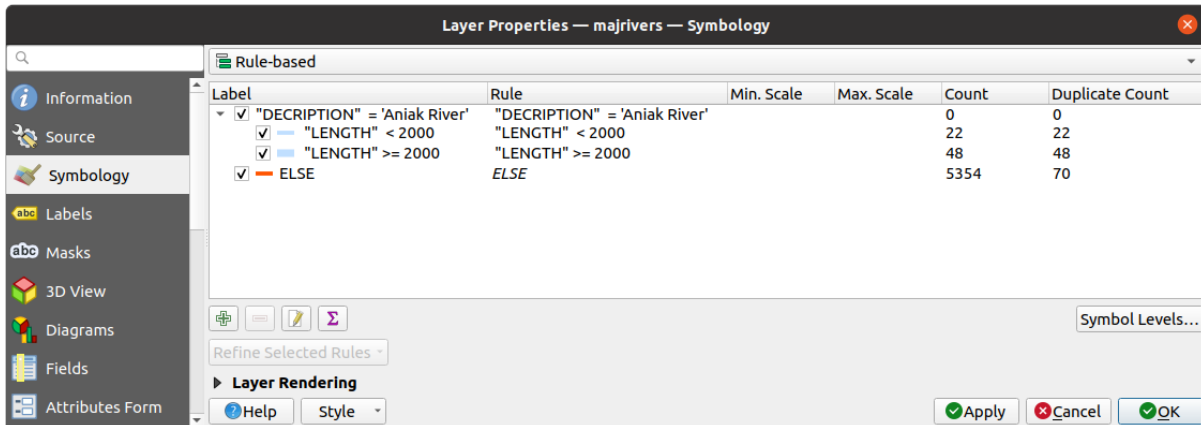 Layer Properties — majrivers — Symbology
Rule-based
Information
Source
Symbology
abc Labels
abc Masks
3D View
Diagrams
Fields
Attributes Form
Label Rule Min. Scale Max. Scale Count Duplicate Count
"DECRIPTION" = 'Aniak River' "DECRIPTION" = 'Aniak River' 0 0
"LENGTH" < 2000 "LENGTH" < 2000 22 22
"LENGTH" >= 2000 "LENGTH" >= 2000 48 48
ELSE ELSE 5354 70
Σ
Symbol Levels...
Refine Selected Rules
Layer Rendering
Help Style Apply Cancel OK